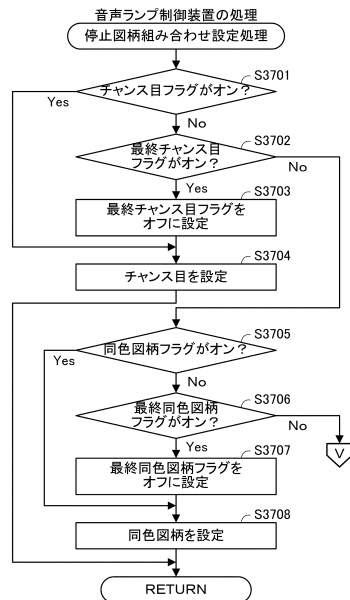 音声ランプ制御装置の処理
停止図柄組み合わせ設定処理
S3701
チャンス目フラグがオン？
Yes
No
S3702
最終チャンス目
フラグがオン？
No
Yes
S3703
最終チャンス目フラグを
オフに設定
S3704
チャンス目を設定
S3705
同色図柄フラグがオン？
Yes
No
S3706
最終同色図柄
フラグがオン？
No
V
Yes
S3707
最終同色図柄フラグを
オフに設定
S3708
同色図柄を設定
RETURN